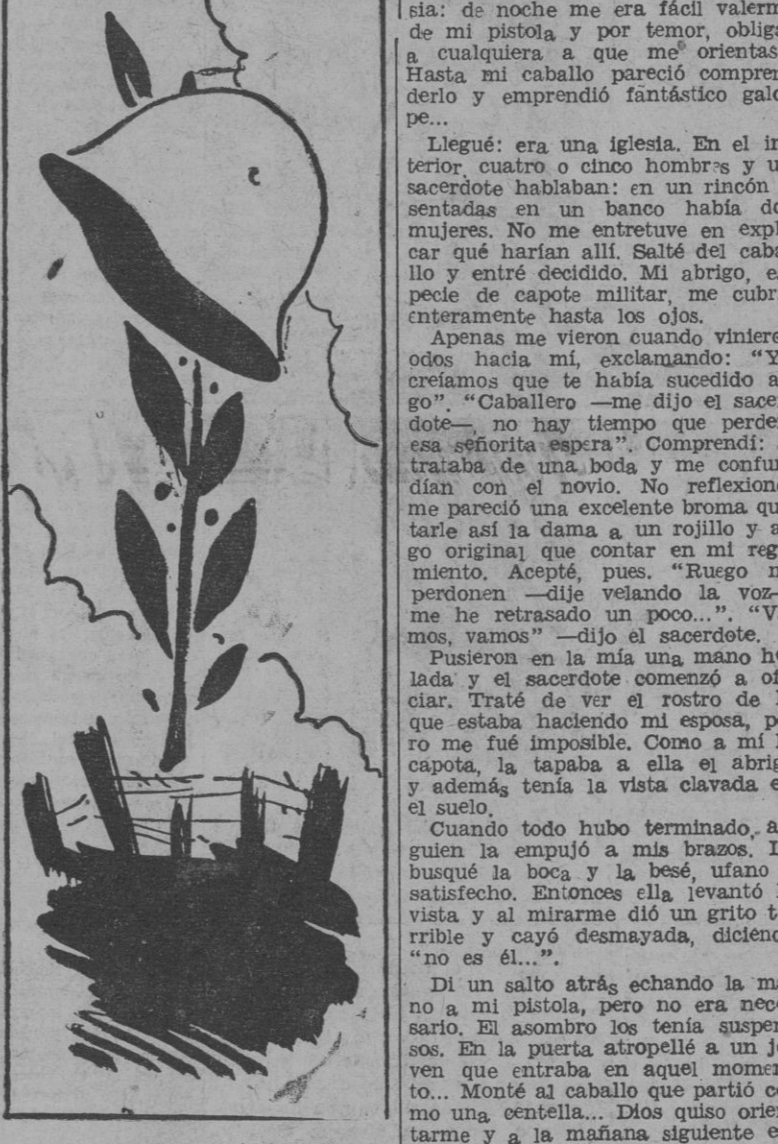 sia: de noche me era fácil valerm
de mi pistola y por temor, obliga
a cualquiera a que me orientas
Hasta mi caballo pareció compren
derlo y emprendió fantástico galo
pe...
Llegué: era una iglesia. En el in
terior, cuatro o cinco hombres y u
sacerdote hablaban: en un rincón
sentadas en un banco había do
mujeres. No me entretuve en expl
car qué harían allí. Salté del caba
llo y entré decidido. Mi abrigo, e
pecie de capote militar, me cubr
enteramente hasta los ojos.
Apenas me vieron cuando viniero
odos hacia mí, exclamando: “Y
creíamos que te había sucedido a
go”. “Caballero —me dijo el sacer
dote—, no hay tiempo que perder
esa señorita espera”. Comprendí:
trataba de una boda y me confun
dían con el novio. No reflexioné
me pareció una excelente broma qu
tarle así la dama a un rojillo y a
go original que contar en mi reg
miento. Acepté, pues. “Ruego m
perdonen —dije velando la voz—
me he retrasado un poco...”. “V
mos, vamos” —dijo el sacerdote.
Pusieron en la mía una mano he
lada y el sacerdote comenzó a ofi
ciar. Traté de ver el rostro de
que estaba haciendo mi esposa, pe
ro me fué imposible. Como a mí l
capota, la tapaba a ella el abrig
y además tenía la vista clavada e
el suelo.
Cuando todo hubo terminado, a
guien la empujó a mis brazos. L
busqué la boca y la besé, ufano
satisfecho. Entonces ella levantó l
vista y al mirarme dió un grito te
rrible y cayó desmayada, diciend
“no es él...”.
Di un salto atrás echando la ma
no a mi pistola, pero no era nece
sario. El asombro los tenía suspen
sos. En la puerta atropellé a un jo
ven que entraba en aquel momen
to... Monté al caballo que partió co
mo una centella... Dios quiso orien
tarme y a la mañana siguiente e